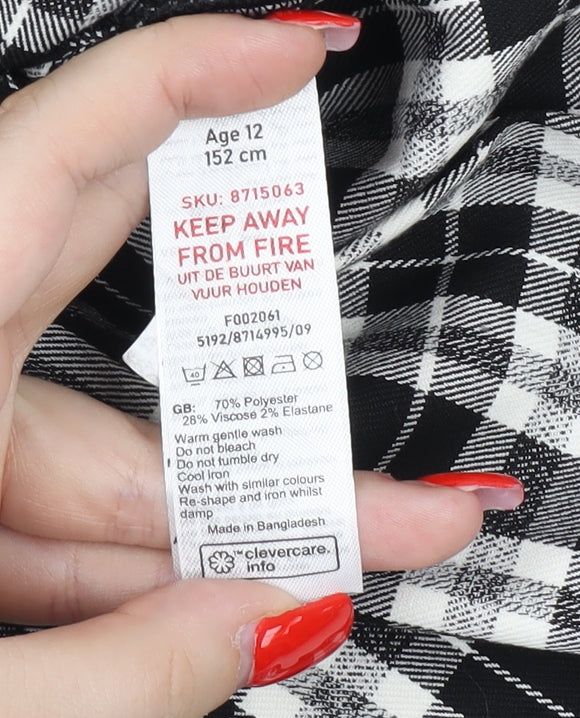 Age 12
152 cm
SKU: 8715063
KEEP AWAY
FROM FIRE
UIT DE BUURT VAN
VUUR HOUDEN
F002061
5192/8714995/09
40
GB: 70% Polyester
28% Viscose 2% Elastane
Warm gentle wash
Do not bleach
Do not tumble dry
Cool iron
Wash with similar colours
Re-shape and iron whilst
damp
Made in Bangladesh
™clevercare.
info